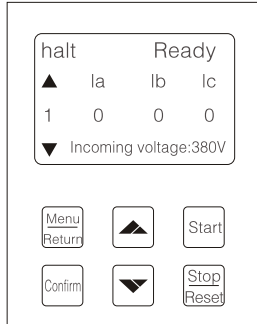 halt Ready
▲ Ia Ib Ic
1 0 0 0
▼ Incoming voltage:380V
Menu
Return
Start
Confirm
Stop
Reset